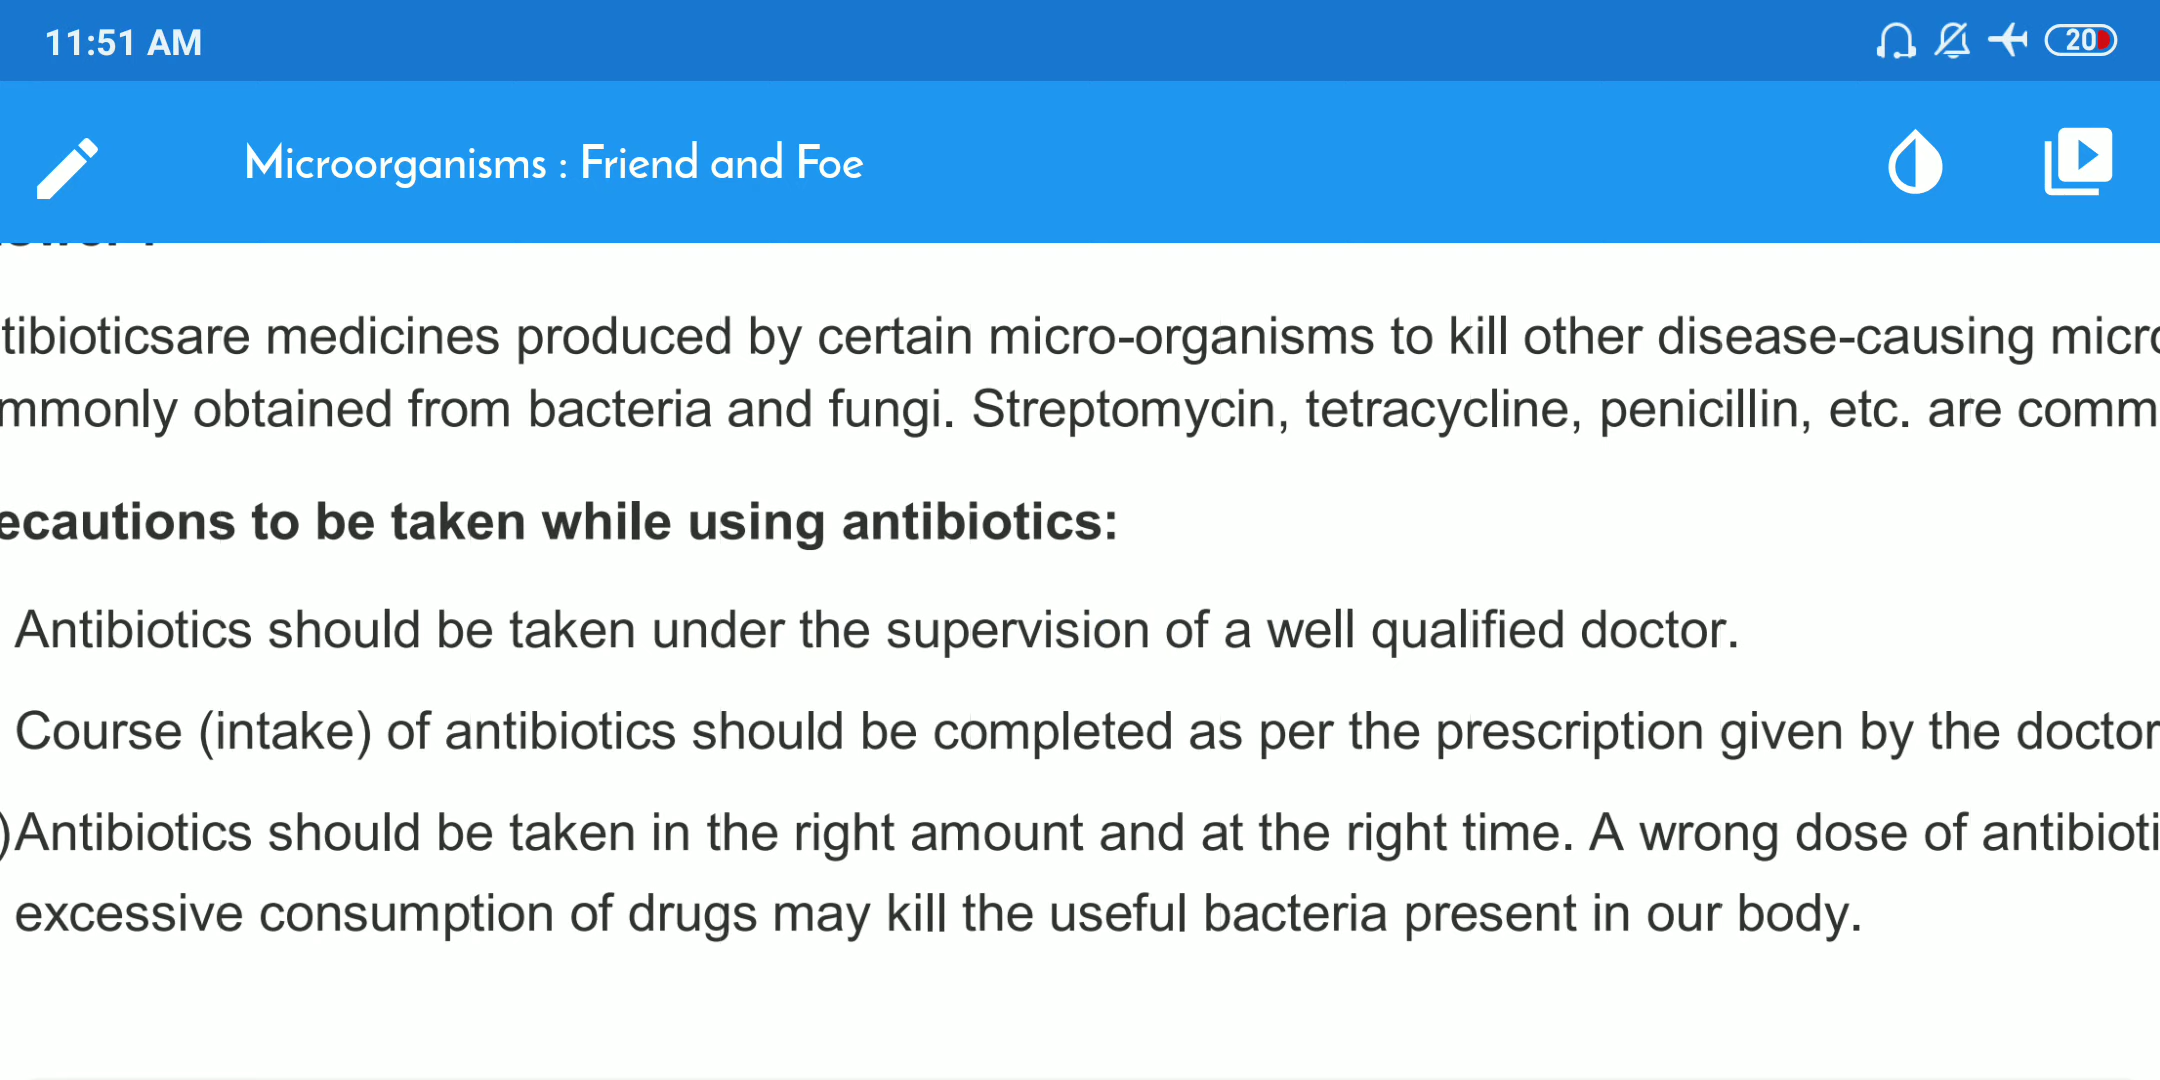 11:51 AM
20
Microorganisms : Friend and Foe
tibioticsare medicines produced by certain micro-organisms to kill other disease-causing micro
mmonly obtained from bacteria and fungi. Streptomycin, tetracycline, penicillin, etc. are comm
ecautions to be taken while using antibiotics:
Antibiotics should be taken under the supervision of a well qualified doctor.
Course (intake) of antibiotics should be completed as per the prescription given by the doctor
)Antibiotics should be taken in the right amount and at the right time. A wrong dose of antibioti
excessive consumption of drugs may kill the useful bacteria present in our body.